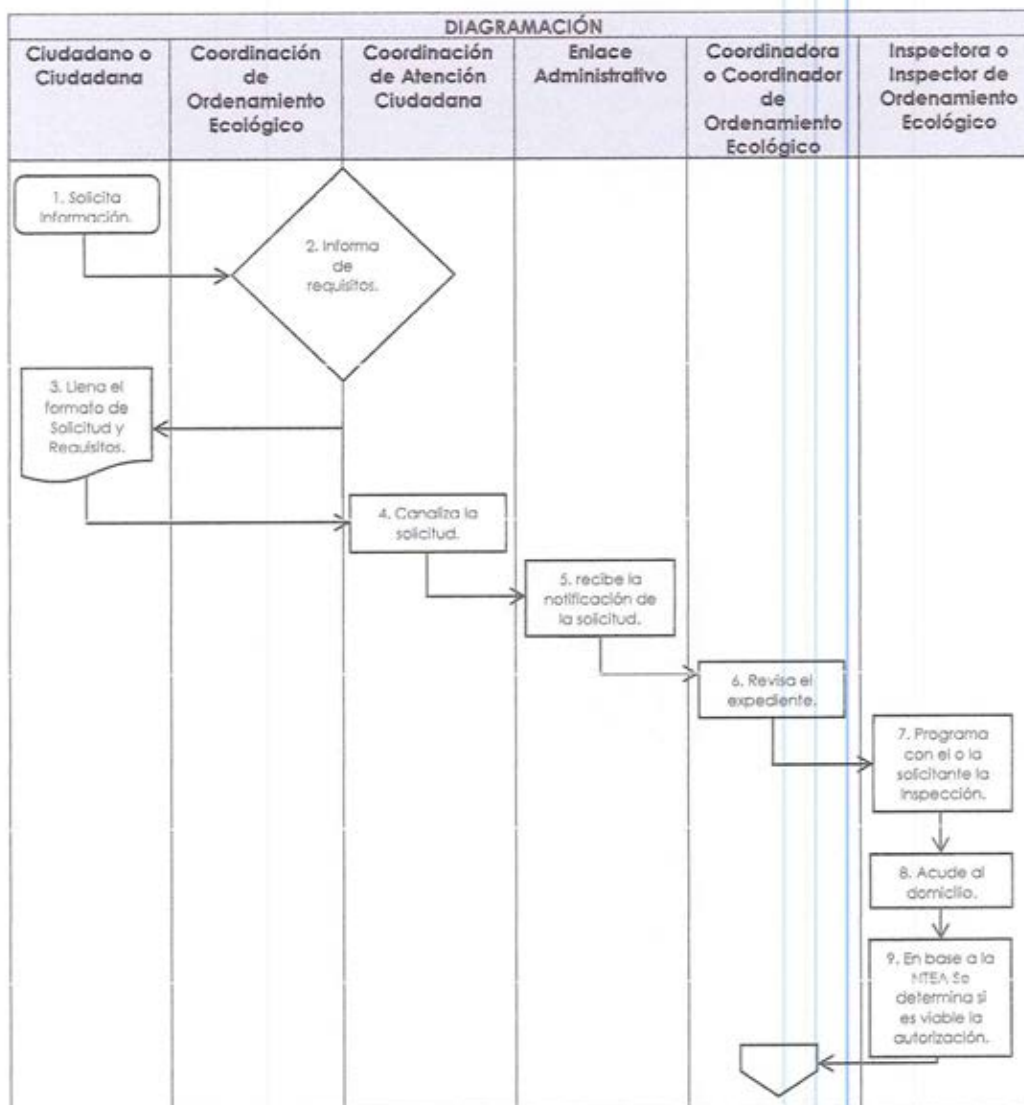 DIAGRAMACIÓN
Ciudadano o
Ciudadana
Coordinación
de
Ordenamiento
Ecológico
Coordinación
de Atención
Ciudadana
Enlace
Administrativo
Coordinadora
o Coordinador
de
Ordenamiento
Ecológico
Inspectora o
Inspector de
Ordenamiento
Ecológico
1. Solicita
Información.
2. Informa
de
requisitos.
3. Llena el
formato de
Solicitud y
Requisitos.
4. Canaliza la
solicitud.
5. recibe la
notificación de
la solicitud.
6. Revisa el
expediente.
7. Programa
con el o la
solicitante la
Inspección.
8. Acude al
domicilio.
9. En base a la
NTEA Se
determina si
es viable la
autorización.